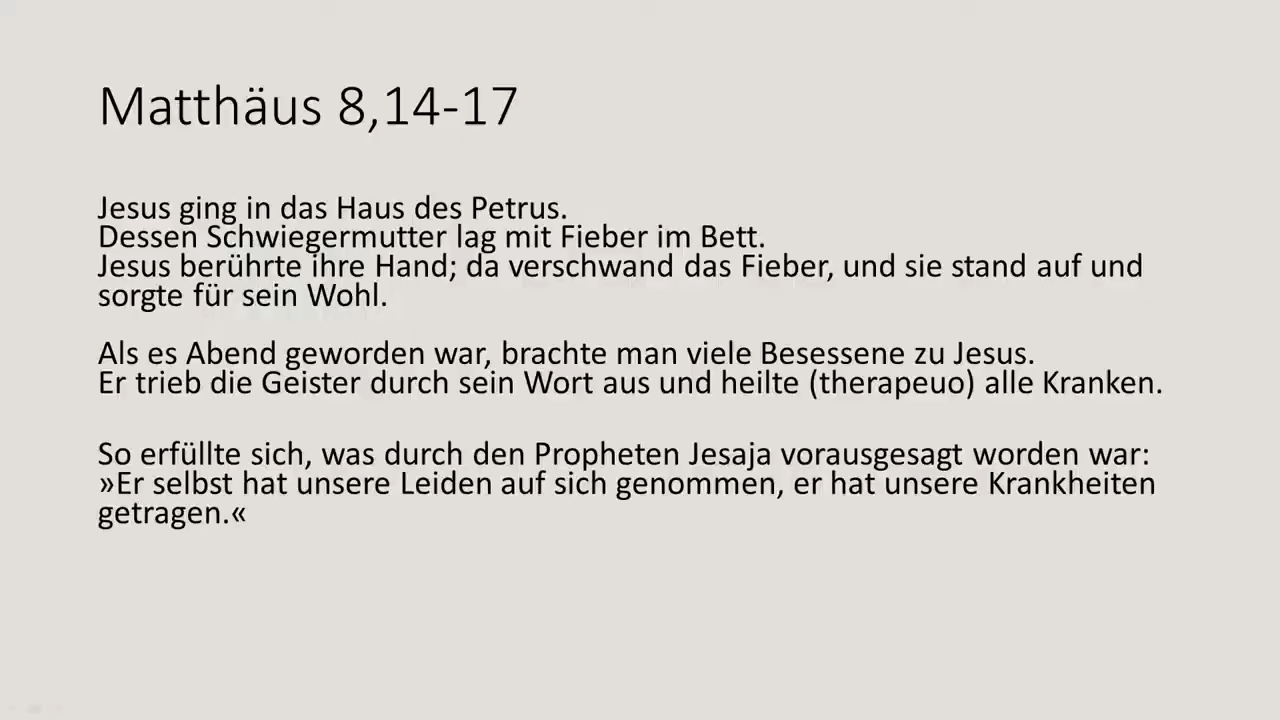 Matthäus 8,14-17
Jesus ging in das Haus des Petrus.
Dessen Schwiegermutter lag mit Fieber im Bett.
Jesus berührte ihre Hand; da verschwand das Fieber, und sie stand auf und
sorgte für sein Wohl.
Als es Abend geworden war, brachte man viele Besessene zu Jesus.
Er trieb die Geister durch sein Wort aus und heilte (therapeuo) alle Kranken.
So erfüllte sich, was durch den Propheten Jesaja vorausgesagt worden war:
»Er selbst hat unsere Leiden auf sich genommen, er hat unsere Krankheiten
getragen.«